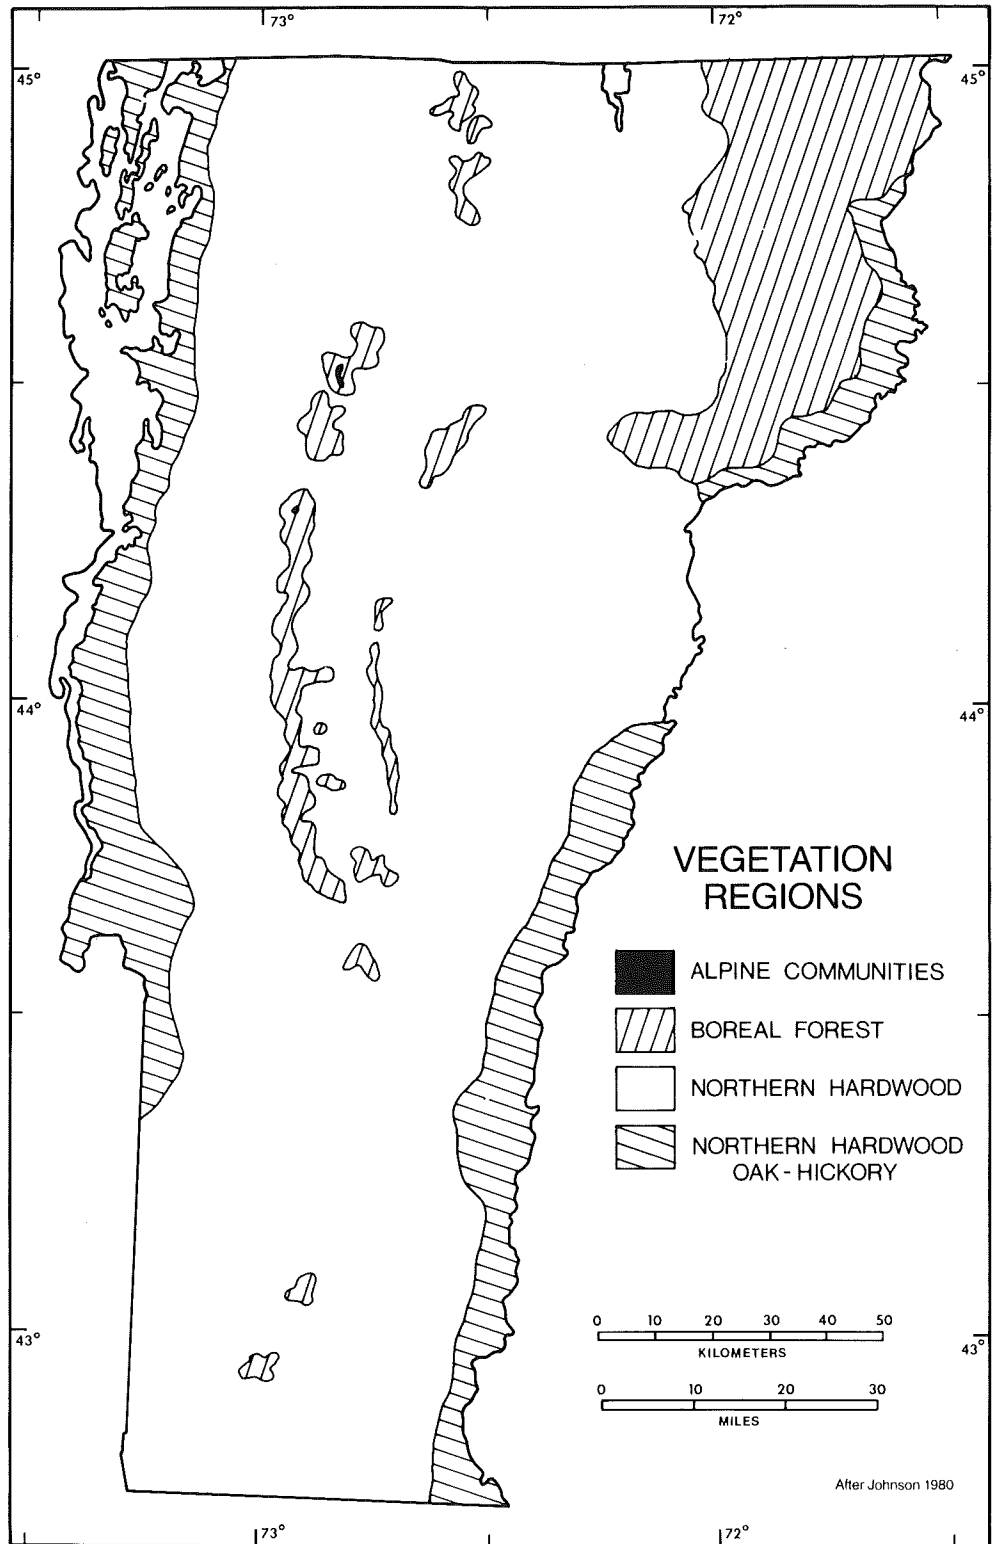 73°
72°
45°
45°
44°
44°
VEGETATION
REGIONS
ALPINE COMMUNITIES
BOREAL FOREST
NORTHERN HARDWOOD
NORTHERN HARDWOOD
OAK-HICKORY
0 10 20 30 40 50
KILOMETERS
43°
43°
0 10 20 30
MILES
After Johnson 1980
73°
72°